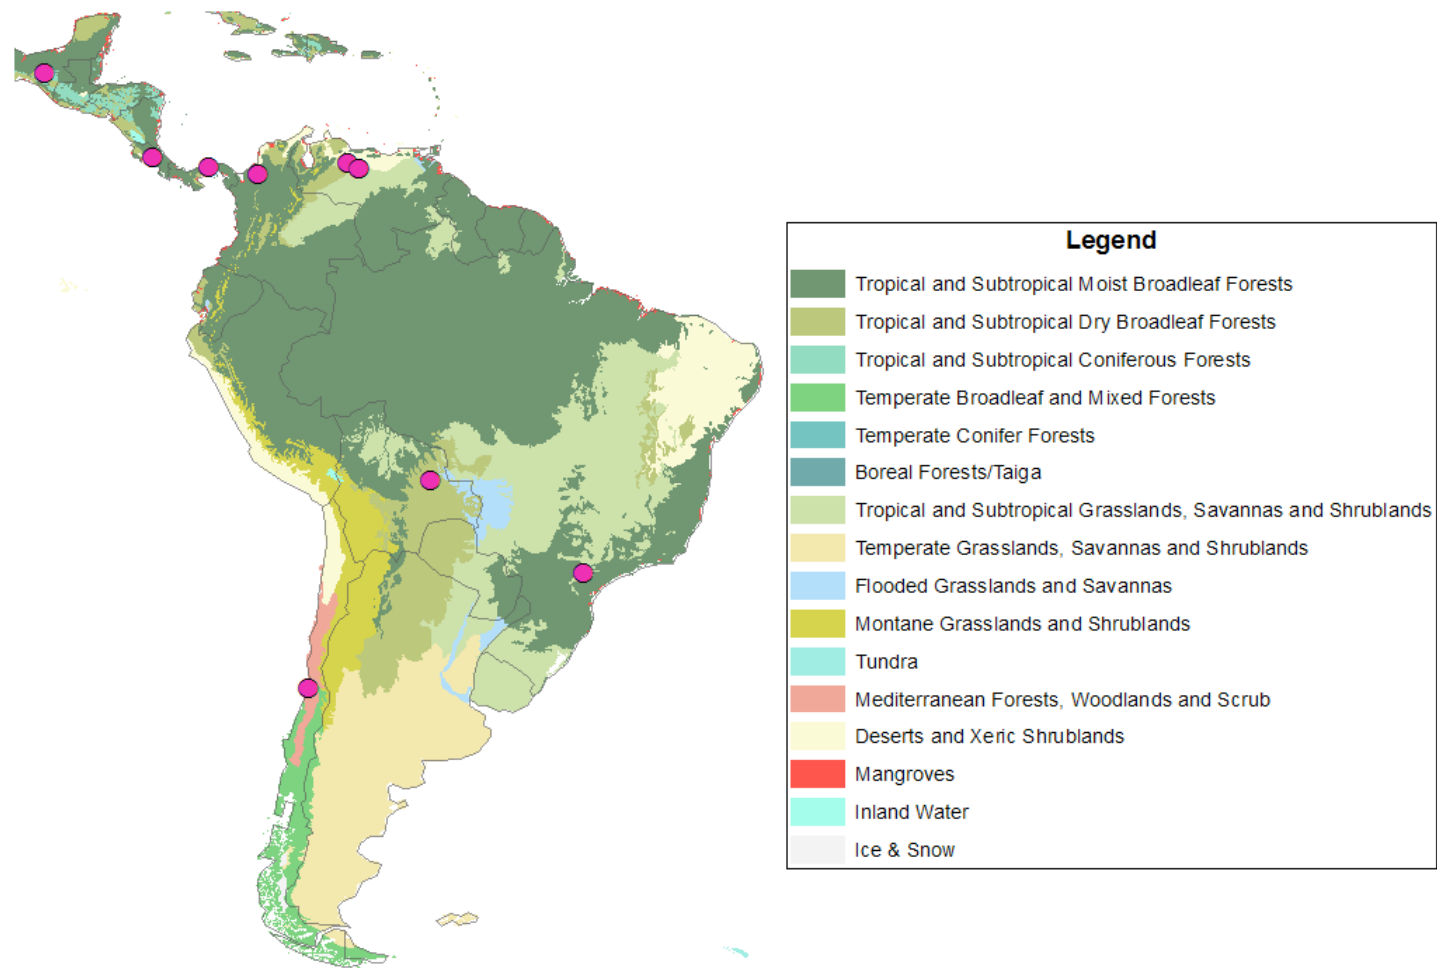 Legend
Tropical and Subtropical Moist Broadleaf Forests
Tropical and Subtropical Dry Broadleaf Forests
Tropical and Subtropical Coniferous Forests
Temperate Broadleaf and Mixed Forests
Temperate Conifer Forests
Boreal Forests/Taiga
Tropical and Subtropical Grasslands, Savannas and Shrublands
Temperate Grasslands, Savannas and Shrublands
Flooded Grasslands and Savannas
Montane Grasslands and Shrublands
Tundra
Mediterranean Forests, Woodlands and Scrub
Deserts and Xeric Shrublands
Mangroves
Inland Water
Ice & Snow